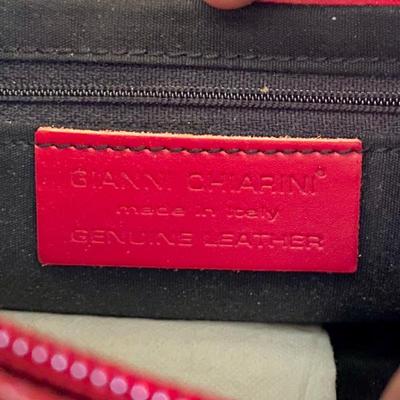 GIANNI CHIARINI®
made in italy
GENUINE LEATHER